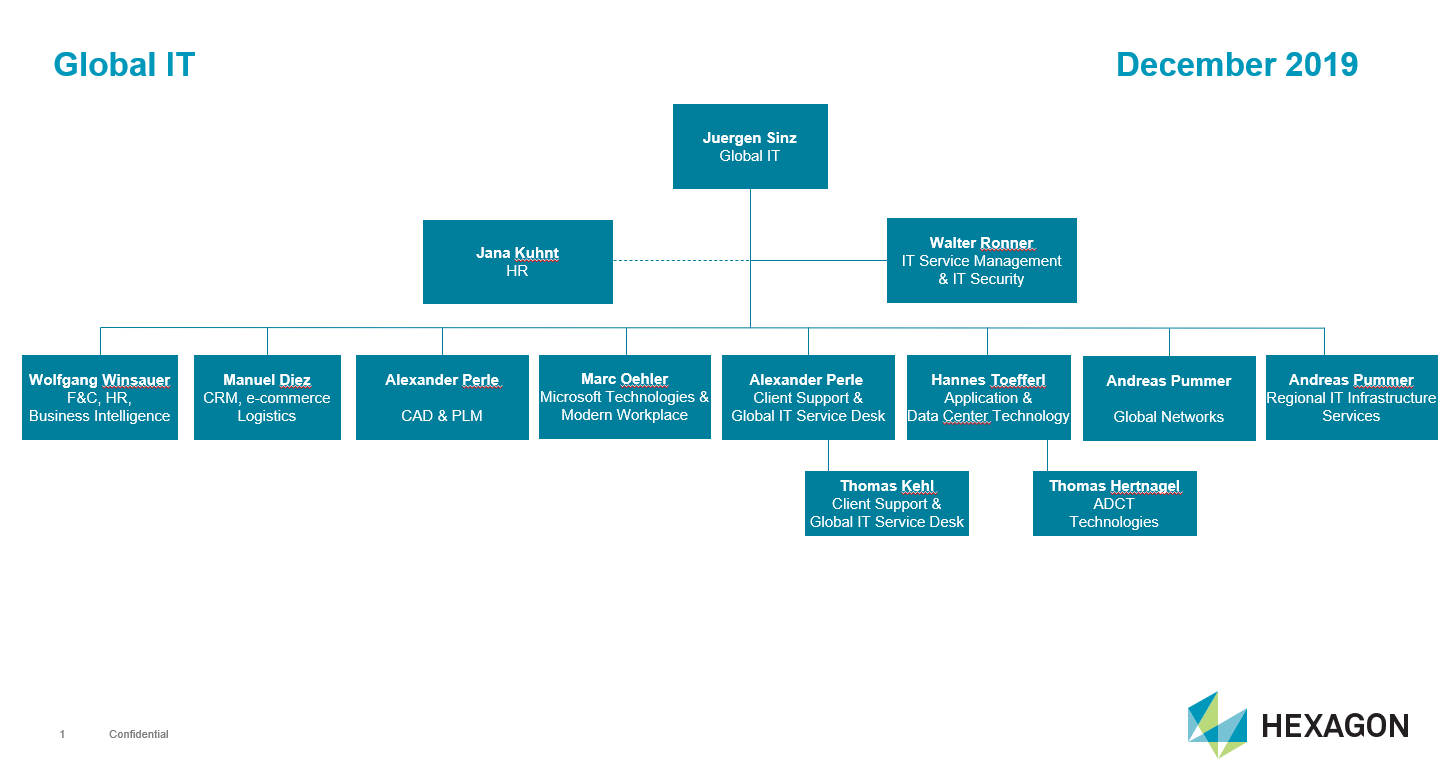 Global IT
December 2019
Juergen Sinz
Global IT
Jana Kuhnt
HR
Walter Ronner
IT Service Management
& IT Security
Wolfgang Winsauer
F&C, HR,
Business Intelligence
Manuel Diez
CRM, e-commerce
Logistics
Alexander Perle
CAD & PLM
Marc Oehler
Microsoft Technologies &
Modern Workplace
Alexander Perle
Client Support &
Global IT Service Desk
Hannes Toefferl
Application &
Data Center Technology
Andreas Pummer
Global Networks
Andreas Pummer
Regional IT Infrastructure
Services
Thomas Kehl
Client Support &
Global IT Service Desk
Thomas Hertnagel
ADCT
Technologies
1
Confidential
HEXAGON